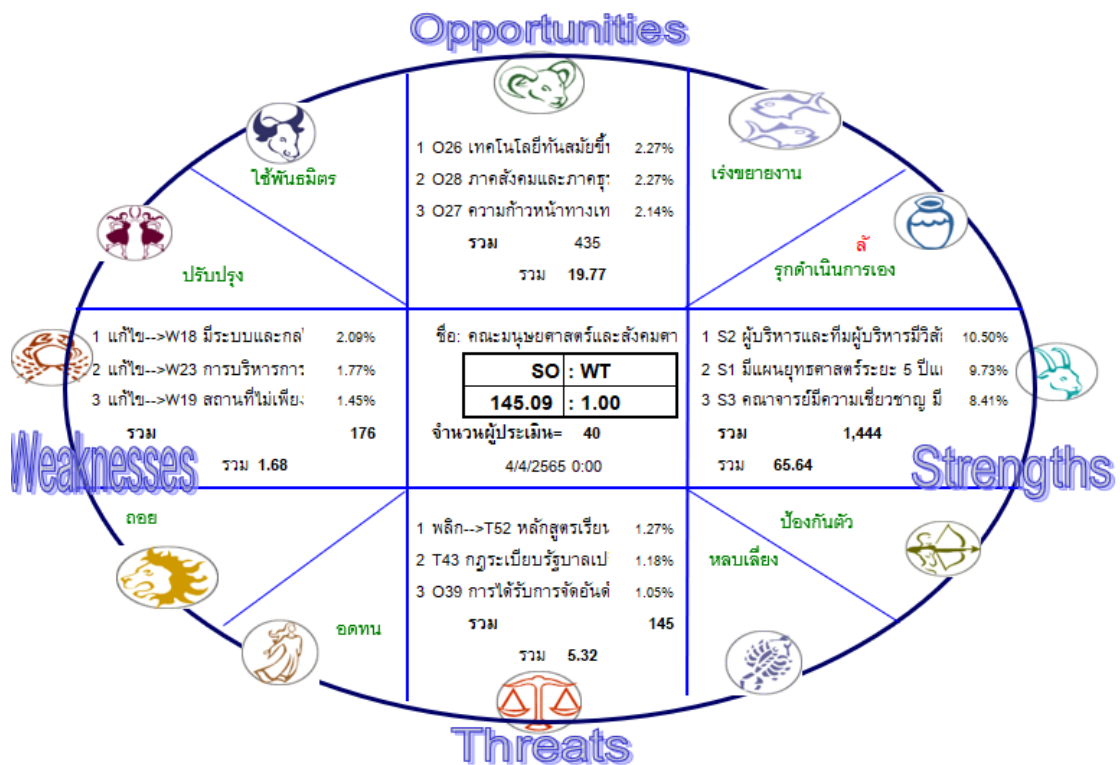 Opportunities
1 O26 เทคโนโลยีทันสมัยขึ้น 2.27%
2 O28 ภาคสังคมและภาคธุร 2.27%
3 O27 ความก้าวหน้าทางเท 2.14%
รวม 435
รวม 19.77
ใช้พันธมิตร
ปรับปรุง
เร่งขยายงาน
ลั
รุกดำเนินการเอง
1 แก้ไข-->W18 มีระบบและกล 2.09%
2 แก้ไข-->W23 การบริหารการ 1.77%
3 แก้ไข-->W19 สถานที่ไม่เพียง 1.45%
รวม 176
รวม 1.68
Weaknesses
ชื่อ: คณะมนุษยศาสตร์และสังคมศา
SO : WT
145.09 : 1.00
จำนวนผู้ประเมิน= 40
4/4/2565 0:00
1 S2 ผู้บริหารและทีมผู้บริหารมีวิสั 10.50%
2 S1 มีแผนยุทธศาสตร์ระยะ 5 ปีแ 9.73%
3 S3 คณาจารย์มีความเชี่ยวชาญ มี 8.41%
รวม 1,444
รวม 65.64
Strengths
ถอย
อดทน
1 พลิก-->T52 หลักสูตรเรียน 1.27%
2 T43 กฎระเบียบรัฐบาลเป 1.18%
3 O39 การได้รับการจัดอันดั 1.05%
รวม 145
รวม 5.32
ป้องกันตัว
หลบเลี่ยง
Threats